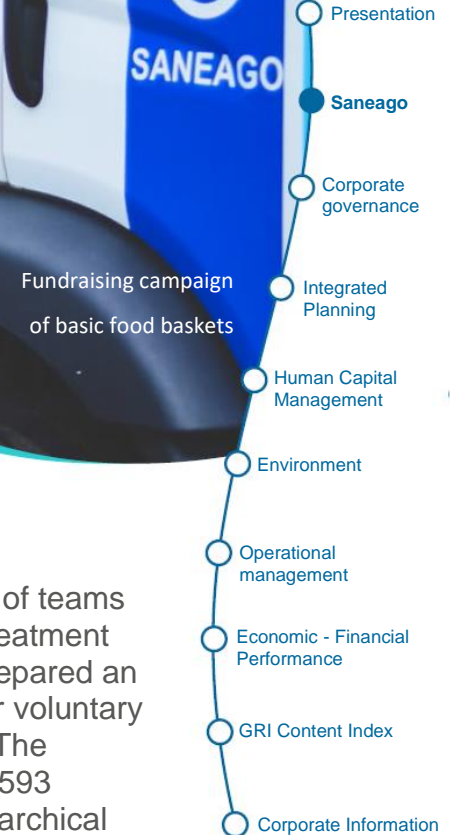 SANEAGO
Fundraising campaign
of basic food baskets
Presentation
Saneago
Corporate
governance
Integrated
Planning
Human Capital
Management
Environment
Operational
management
Economic - Financial
Performance
GRI Content Index
Corporate Information
of teams
eatment
epared an
r voluntary
The
593
archical